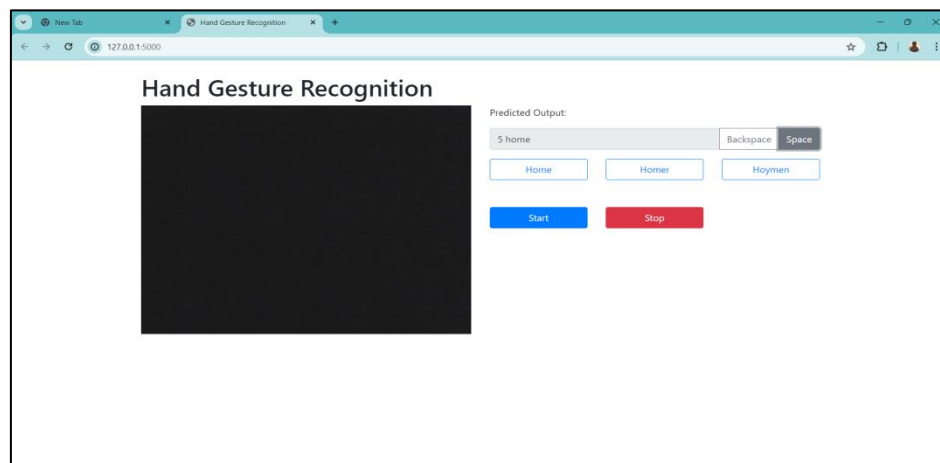 New Tab
Hand Gesture Recognition
127.0.0.1:5000
Hand Gesture Recognition
Predicted Output:
5 home Backspace Space
Home Homer Hoymen
Start Stop